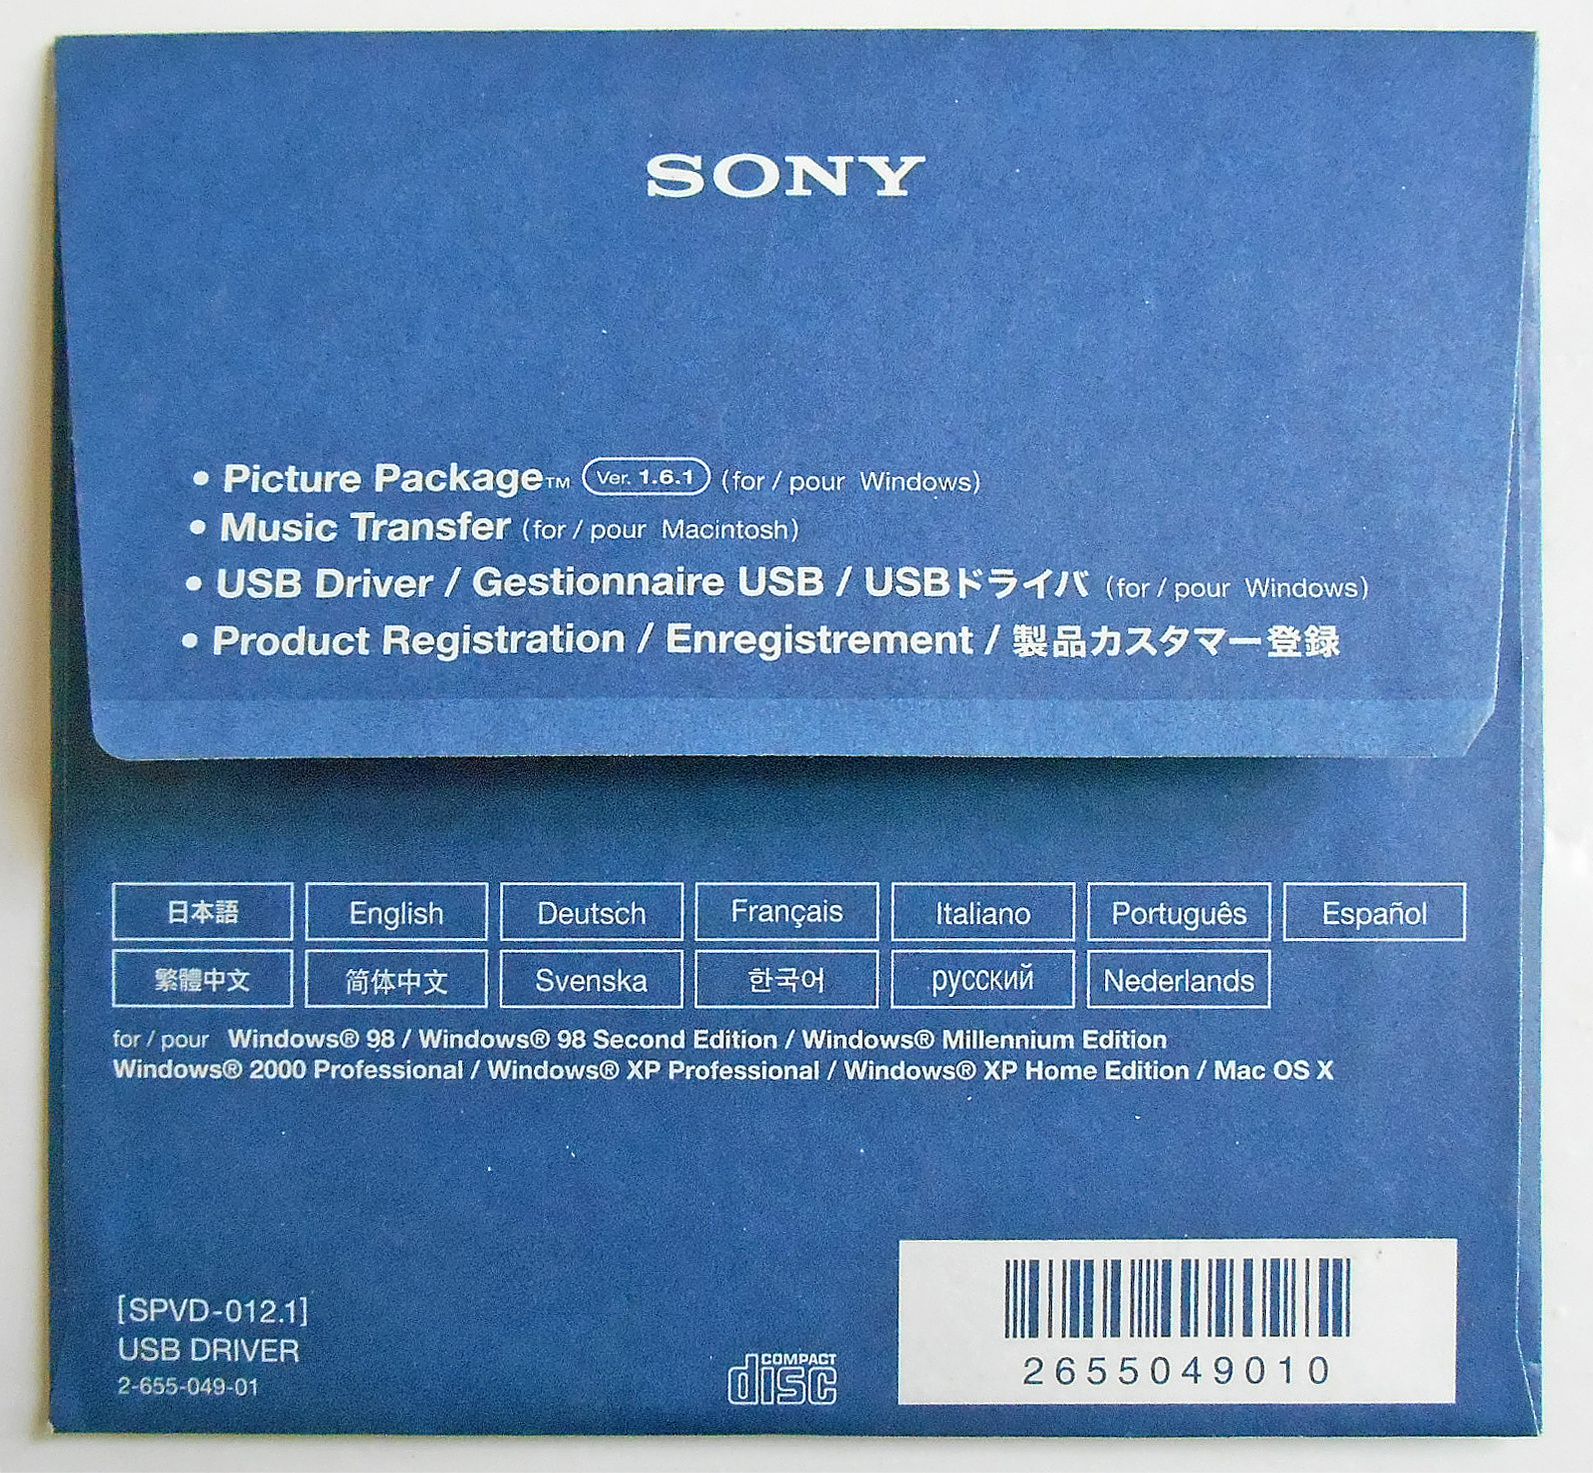 SONY
• Picture Package™ Ver. 1.6.1 (for / pour Windows)
• Music Transfer (for / pour Macintosh)
• USB Driver / Gestionnaire USB / USBドライバ (for / pour Windows)
• Product Registration / Enregistrement / 製品カスタマー登録
日本語 English Deutsch Français Italiano Português Español
繁體中文 简体中文 Svenska 한국어 русский Nederlands
for / pour Windows® 98 / Windows® 98 Second Edition / Windows® Millennium Edition
Windows® 2000 Professional / Windows® XP Professional / Windows® XP Home Edition / Mac OS X
[SPVD-012.1]
USB DRIVER
2-655-049-01
COMPACT
disc
2655049010